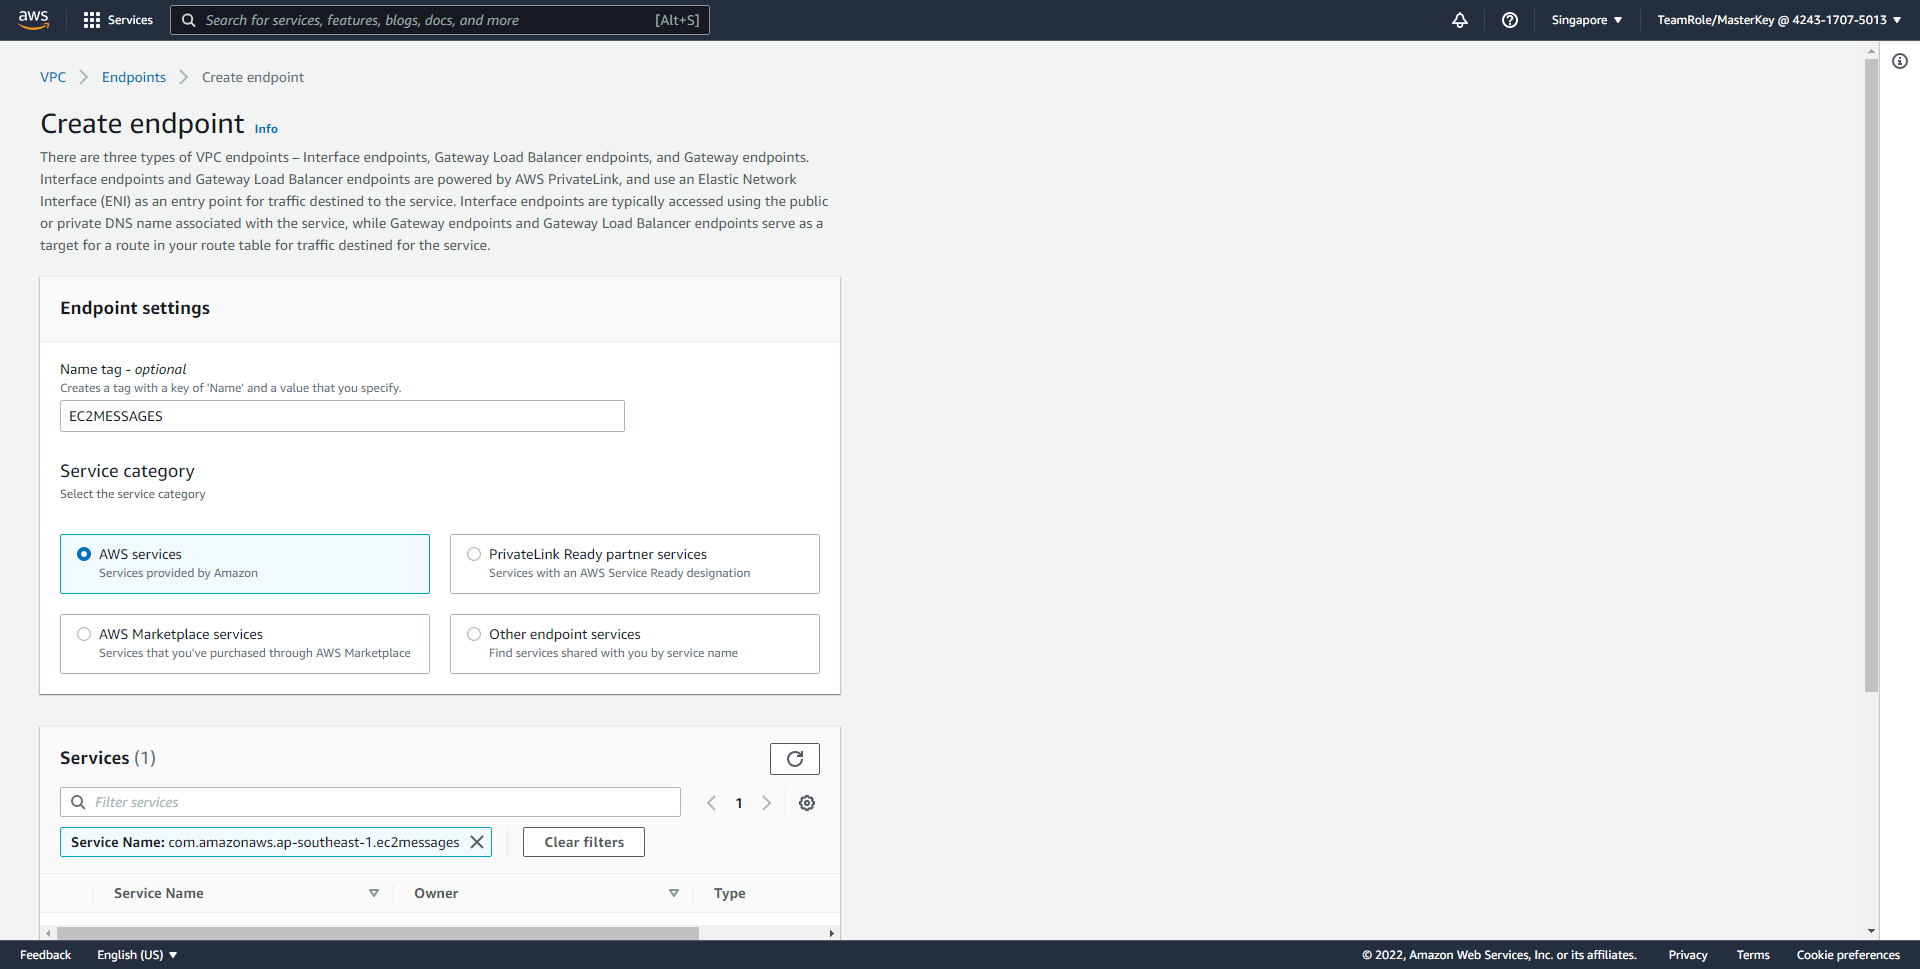 aws
Services
Search for services, features, blogs, docs, and more
[Alt+S]
Singapore
TeamRole/MasterKey @ 4243-1707-5013
VPC
Endpoints
Create endpoint
Create endpoint Info
There are three types of VPC endpoints – Interface endpoints, Gateway Load Balancer endpoints, and Gateway endpoints.
Interface endpoints and Gateway Load Balancer endpoints are powered by AWS PrivateLink, and use an Elastic Network
Interface (ENI) as an entry point for traffic destined to the service. Interface endpoints are typically accessed using the public
or private DNS name associated with the service, while Gateway endpoints and Gateway Load Balancer endpoints serve as a
target for a route in your route table for traffic destined for the service.
Endpoint settings
Name tag - optional
Creates a tag with a key of 'Name' and a value that you specify.
EC2MESSAGES
Service category
Select the service category
AWS services
Services provided by Amazon
PrivateLink Ready partner services
Services with an AWS Service Ready designation
AWS Marketplace services
Services that you've purchased through AWS Marketplace
Other endpoint services
Find services shared with you by service name
Services (1)
Filter services
1
Service Name: com.amazonaws.ap-southeast-1.ec2messages
Clear filters
Service Name
Owner
Type
Feedback
English (US)
© 2022, Amazon Web Services, Inc. or its affiliates.
Privacy
Terms
Cookie preferences